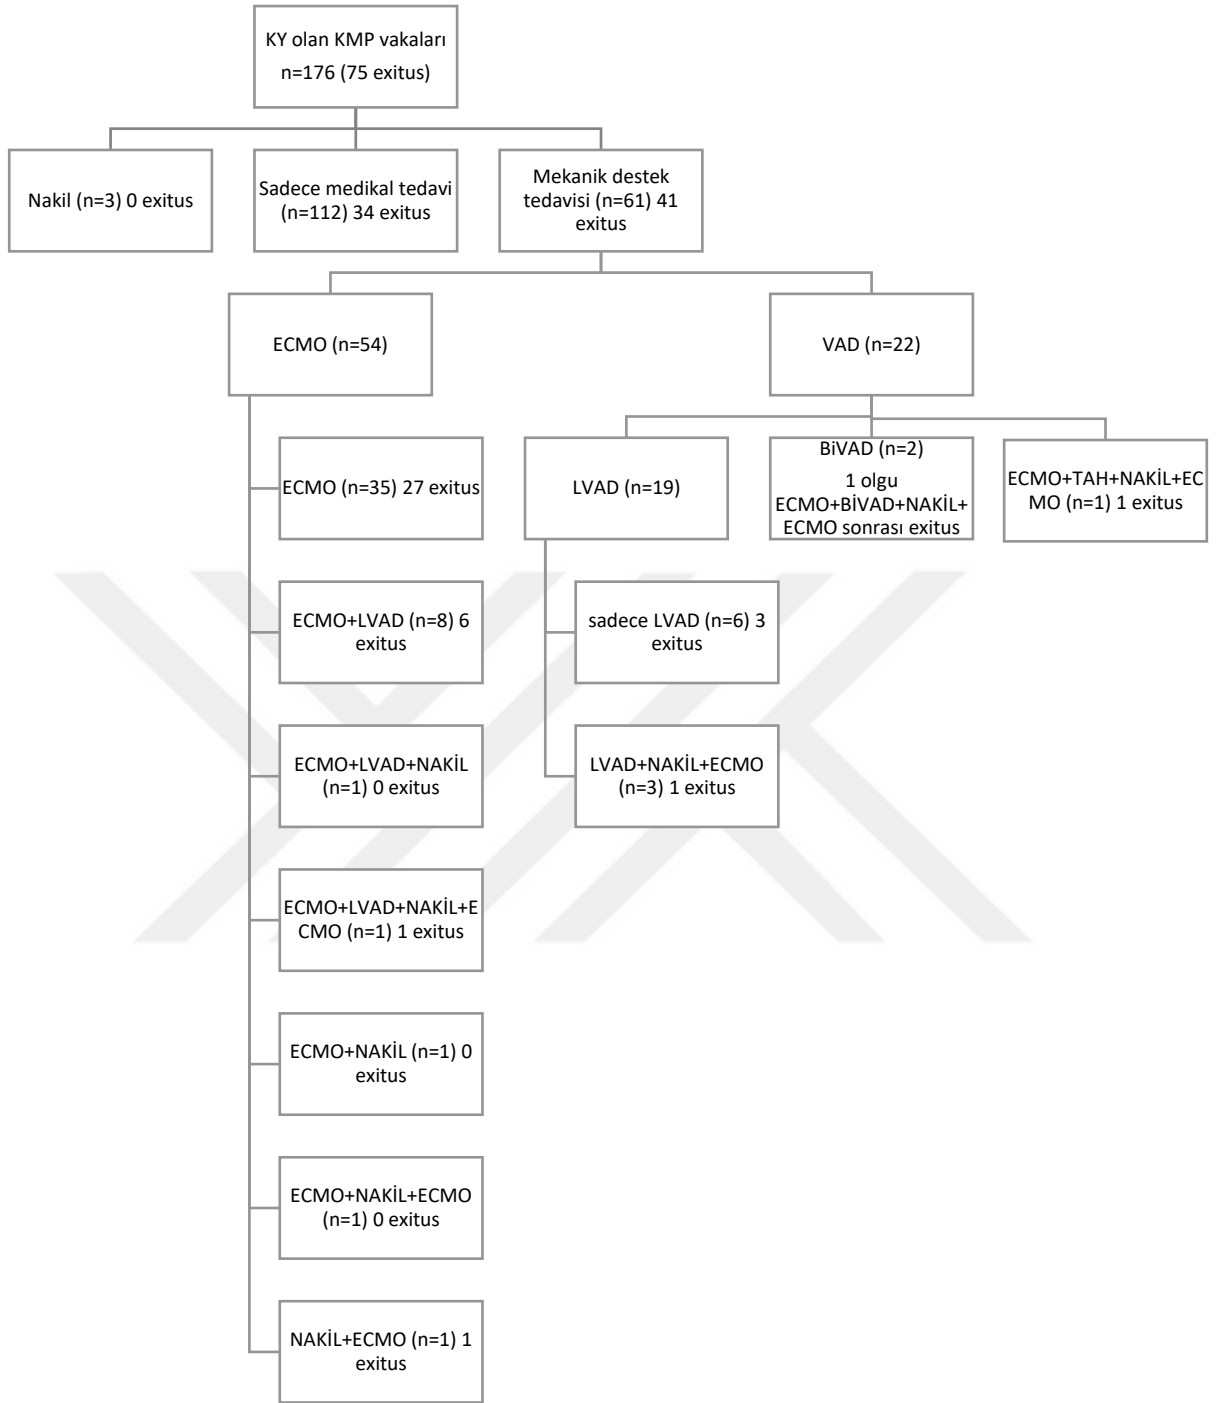 KY olan KMP vakaları
n=176 (75 exitus)
Nakil (n=3) 0 exitus
Sadece medikal tedavi
(n=112) 34 exitus
Mekanik destek
tedavisi (n=61) 41
exitus
ECMO (n=54)
VAD (n=22)
ECMO (n=35) 27 exitus
ECMO+LVAD (n=8) 6
exitus
ECMO+LVAD+NAKİL
(n=1) 0 exitus
ECMO+LVAD+NAKİL+E
CMO (n=1) 1 exitus
ECMO+NAKİL (n=1) 0
exitus
ECMO+NAKİL+ECMO
(n=1) 0 exitus
NAKİL+ECMO (n=1) 1
exitus
LVAD (n=19)
sadece LVAD (n=6) 3
exitus
LVAD+NAKİL+ECMO
(n=3) 1 exitus
BiVAD (n=2)
1 olgu
ECMO+BİVAD+NAKİL+
ECMO sonrası exitus
ECMO+TAH+NAKİL+EC
MO (n=1) 1 exitus